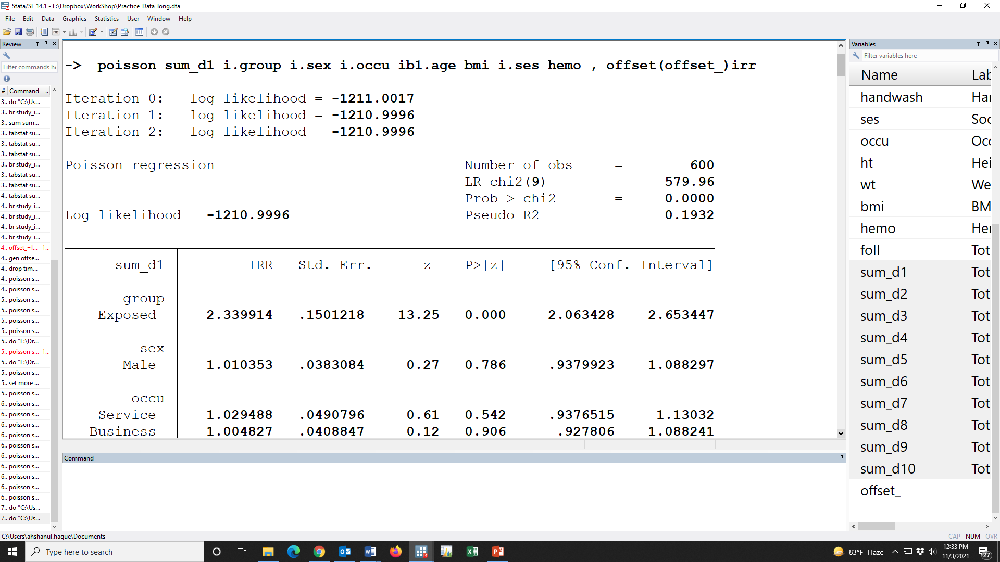 Stata/SE 14.1 - F:\Dropbox\WorkShop\Practice_Data_long.dta
File Edit Data Graphics Statistics User Window Help
Review
Filter commands he
# Command _..
3.. do "C:\Us...
3.. br study_i...
3.. sum sum...
3.. tabstat su...
3.. tabstat su...
3.. tabstat su...
3.. br study_i...
3.. tabstat su...
3.. tabstat su...
4.. tabstat su...
4.. br study_i...
4.. br study_i...
4.. br study_i...
4.. br study_i...
4.. offset_=l... 1..
4.. gen offse...
4.. drop tim...
4.. poisson s...
4.. poisson s...
5.. poisson s...
5.. poisson s...
5.. poisson s...
5.. poisson s...
5.. do "F:\Dr...
5.. poisson s... 1..
5.. do "F:\Dr...
5.. poisson s...
5.. set more ...
5.. poisson s...
6.. poisson s...
6.. poisson s...
6.. poisson s...
6.. poisson s...
6.. poisson s...
6.. poisson s...
6.. poisson s...
6.. poisson s...
6.. poisson s...
6.. poisson s...
7.. do "C:\Us...
7.. do "C:\Us...
-> poisson sum_d1 i.group i.sex i.occu ib1.age bmi i.ses hemo , offset(offset_)irr
Iteration 0: log likelihood = -1211.0017
Iteration 1: log likelihood = -1210.9996
Iteration 2: log likelihood = -1210.9996
Poisson regression Number of obs = 600
LR chi2(9) = 579.96
Prob > chi2 = 0.0000
Log likelihood = -1210.9996 Pseudo R2 = 0.1932
sum_d1 IRR Std. Err. z P>|z| [95% Conf. Interval]
group
Exposed 2.339914 .1501218 13.25 0.000 2.063428 2.653447
sex
Male 1.010353 .0383084 0.27 0.786 .9379923 1.088297
occu
Service 1.029488 .0490796 0.61 0.542 .9376515 1.13032
Business 1.004827 .0408847 0.12 0.906 .927806 1.088241
Command
Variables
Filter variables here
Name Lab
handwash Har
ses Soc
occu Occ
ht Hei
wt We
bmi BM
hemo Her
foll Tot
sum_d1 Tot
sum_d2 Tot
sum_d3 Tot
sum_d4 Tot
sum_d5 Tot
sum_d6 Tot
sum_d7 Tot
sum_d8 Tot
sum_d9 Tot
sum_d10 Tot
offset_
C:\Users\ahshanul.haque\Documents
CAP NUM OVR
Type here to search
14
83°F Haze
12:33 PM
11/3/2021
27